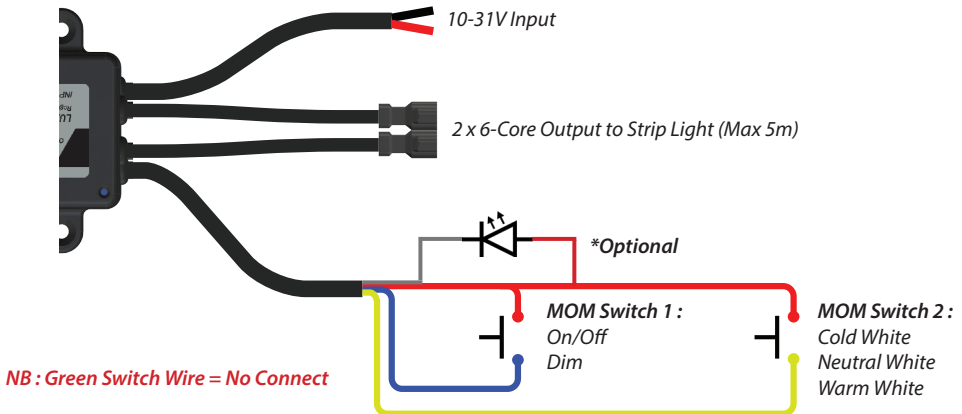 10-31V Input
2 x 6-Core Output to Strip Light (Max 5m)
*Optional
MOM Switch 1 :
On/Off
Dim
MOM Switch 2 :
Cold White
Neutral White
Warm White
NB : Green Switch Wire = No Connect